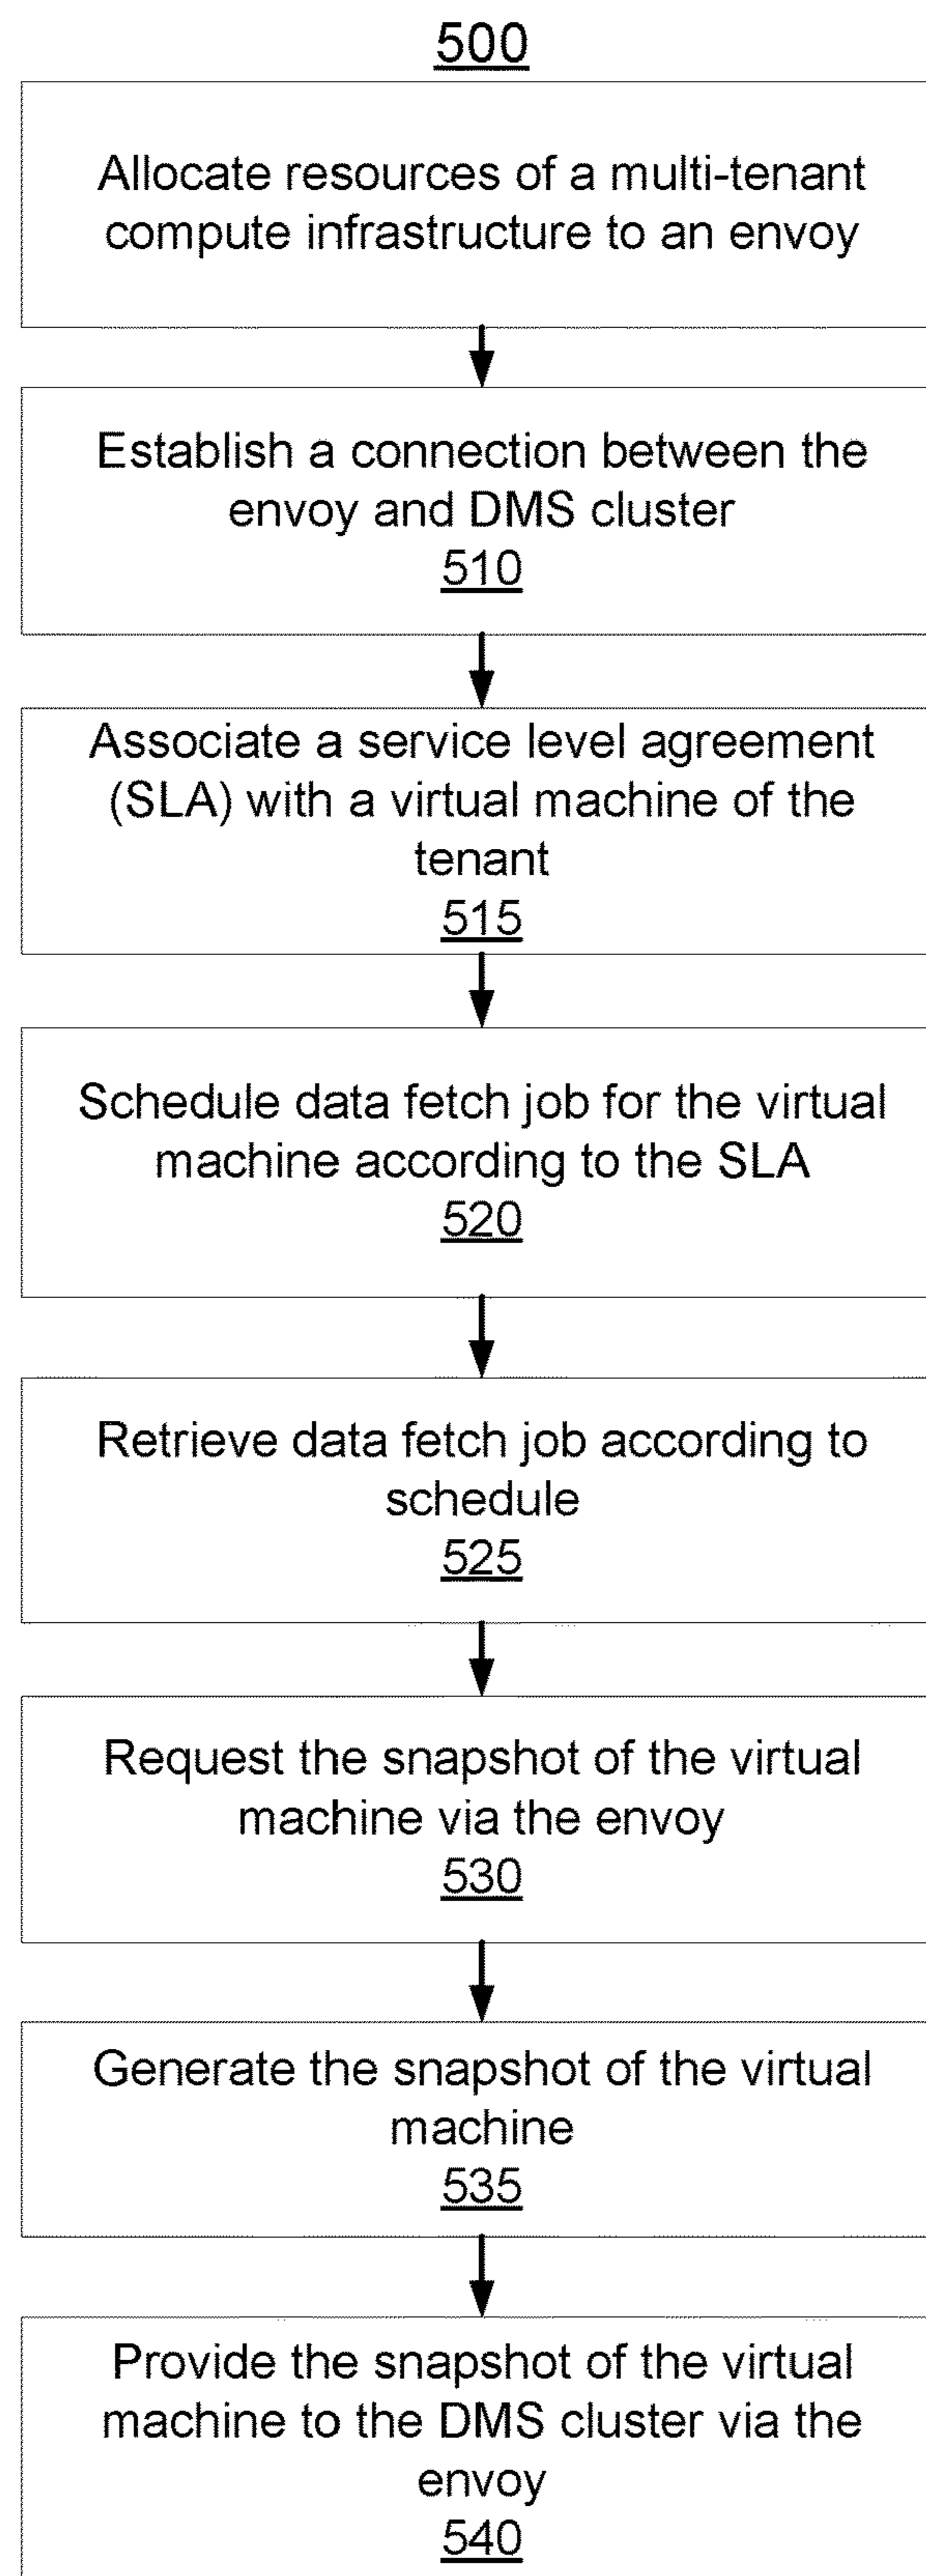 500
Allocate resources of a multi-tenant
compute infrastructure to an envoy
Establish a connection between the
envoy and DMS cluster
510
Associate a service level agreement
(SLA) with a virtual machine of the
tenant
515
Schedule data fetch job for the virtual
machine according to the SLA
520
Retrieve data fetch job according to
schedule
525
Request the snapshot of the virtual
machine via the envoy
530
Generate the snapshot of the virtual
machine
535
Provide the snapshot of the virtual
machine to the DMS cluster via the
envoy
540